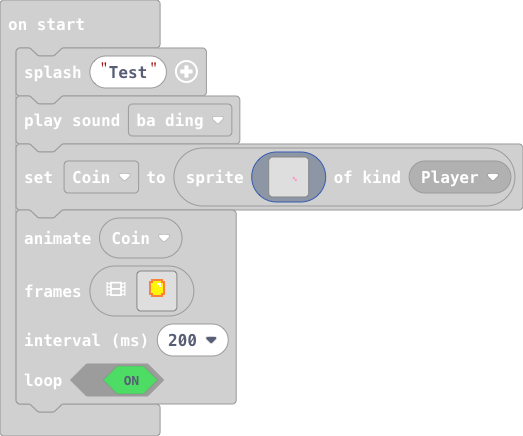 on start
splash "Test"
play sound ba ding
set Coin to sprite of kind Player
animate Coin
frames
interval (ms) 200
loop ON